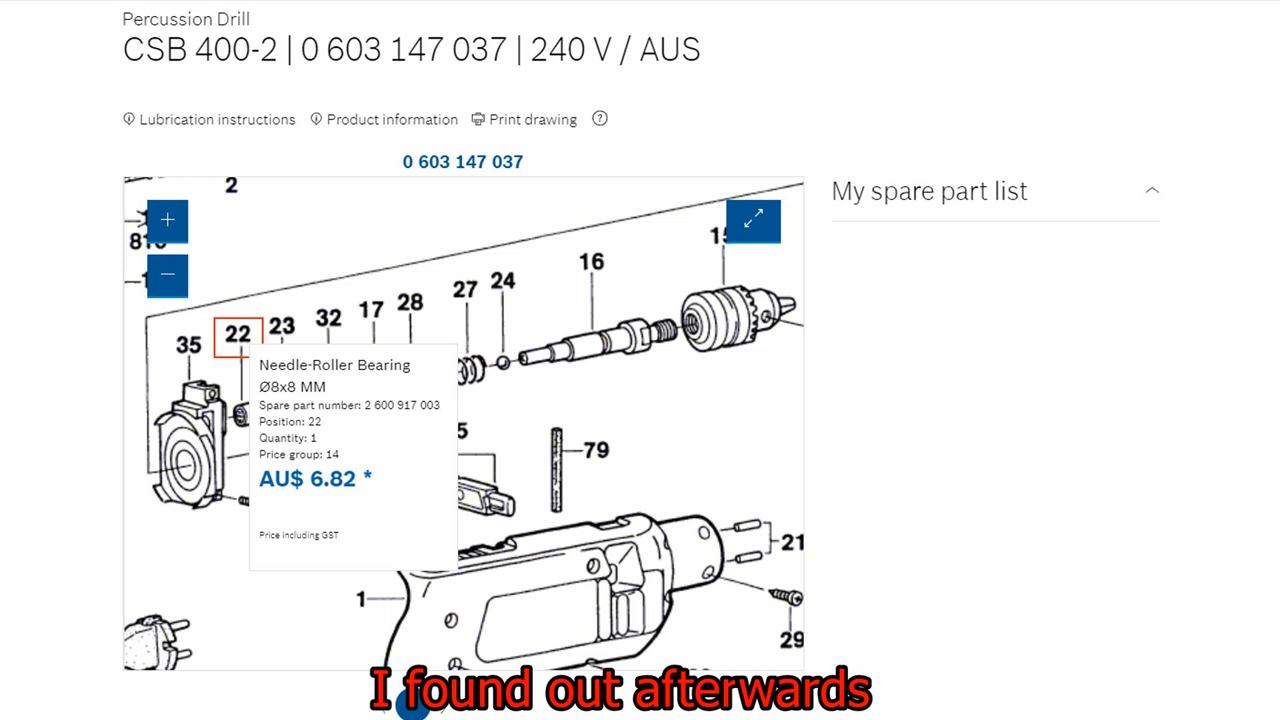 Percussion Drill
CSB 400-2 | 0 603 147 037 | 240 V / AUS
Lubrication instructions
Product information
Print drawing
?
0 603 147 037
My spare part list
2
16
27
24
28
17
32
23
22
35
Needle-Roller Bearing
Ø8x8 MM
Spare part number: 2 600 917 003
Position: 22
Quantity: 1
Price group: 14
AU$ 6.82 *
Price including GST
79
21
1
29
I found out afterwards